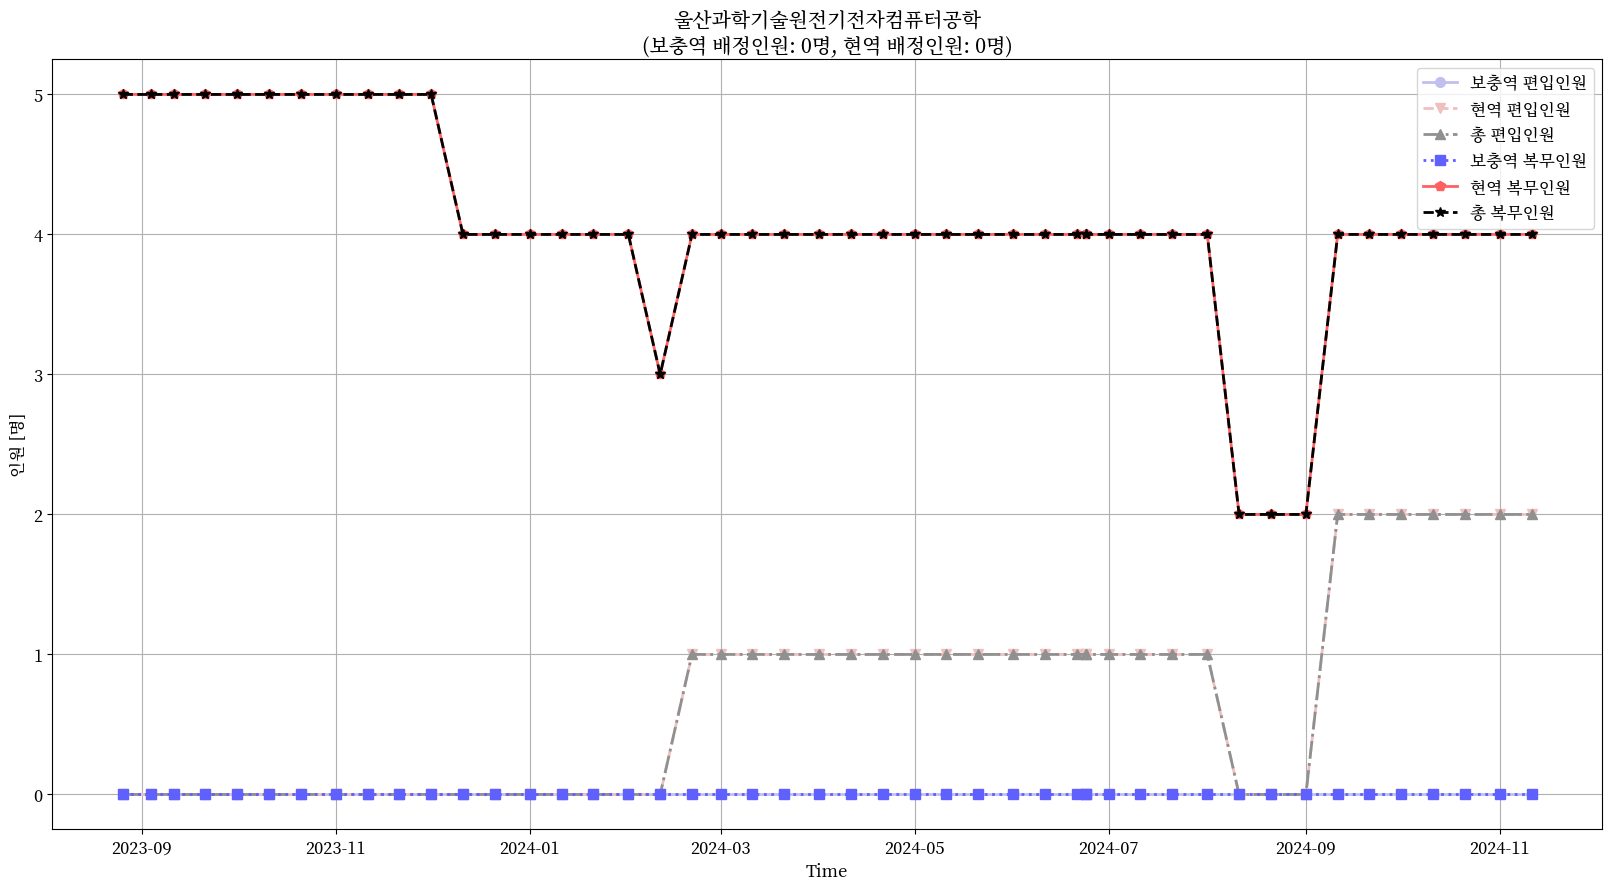 울산과학기술원전기전자컴퓨터공학
(보충역 배정인원: 0명, 현역 배정인원: 0명)
보충역 편입인원
현역 편입인원
총 편입인원
보충역 복무인원
현역 복무인원
총 복무인원
5
4
3
2
1
0
인원 [명]
2023-09
2023-11
2024-01
2024-03
2024-05
2024-07
2024-09
2024-11
Time